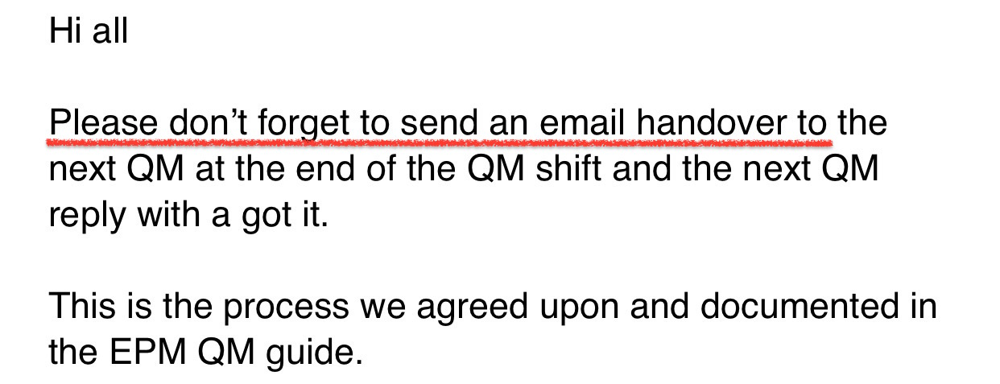 Hi all
Please don’t forget to send an email handover to the
next QM at the end of the QM shift and the next QM
reply with a got it.
This is the process we agreed upon and documented in
the EPM QM guide.